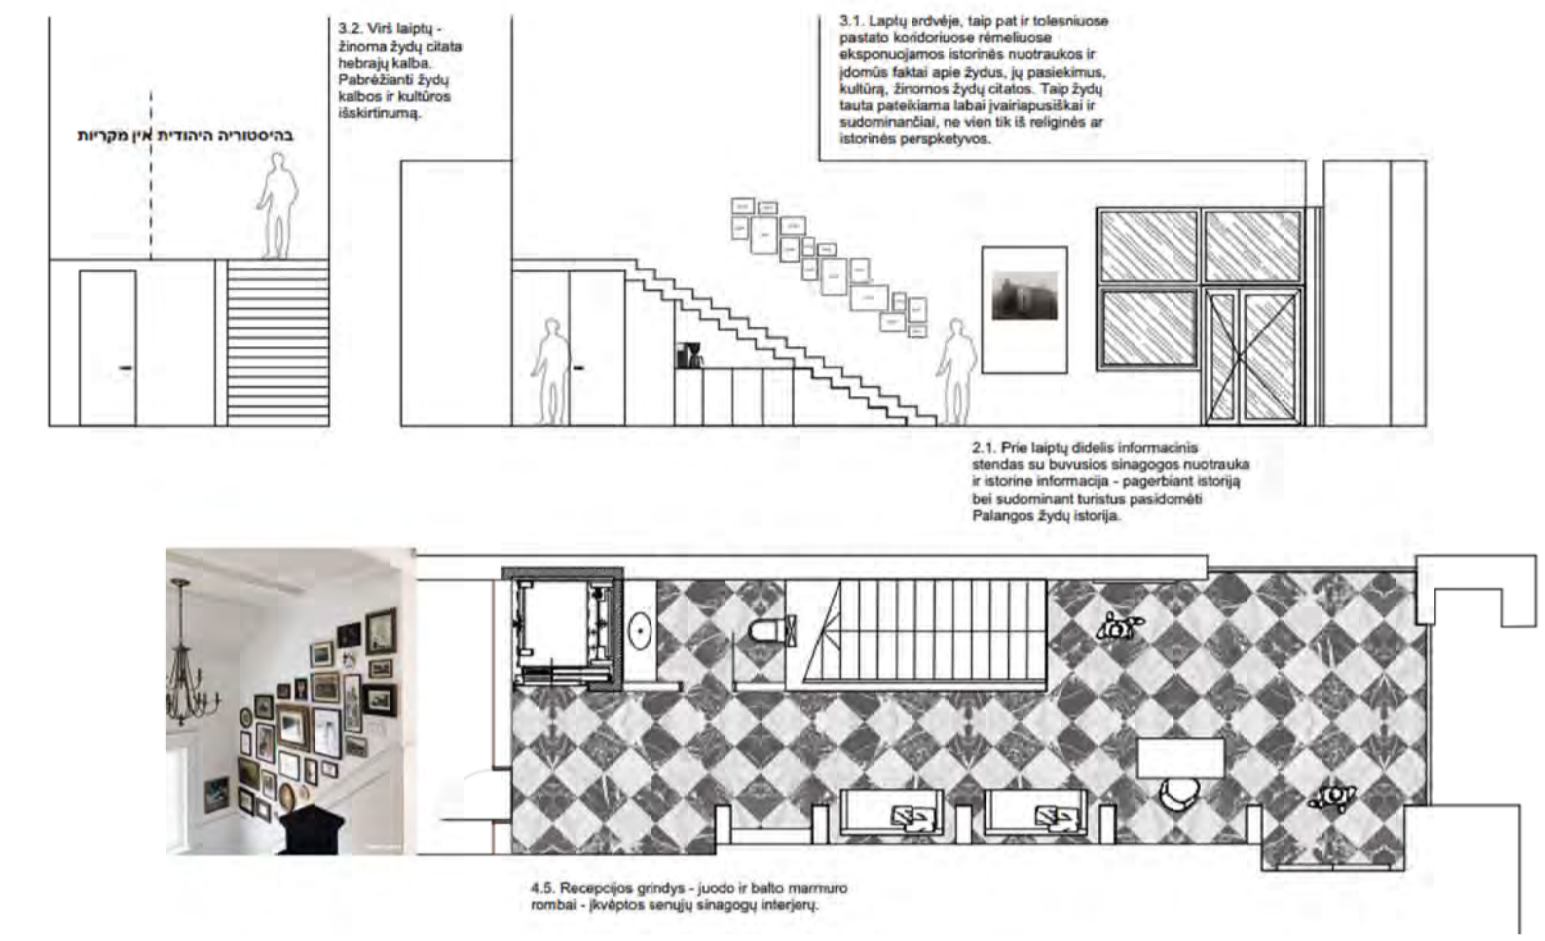 3.2. Virš laiptų -
žinoma žydų citata
hebrajų kalba.
Pabrėžianti žydų
kalbos ir kultūros
išskirtinumą.
בהיסטוריה היהודית אין מקריות
3.1. Laptų erdvėje, taip pat ir tolesniuose
pastato koridoriuose rėmeliuose
eksponuojamos istorinės nuotraukos ir
įdomūs faktai apie žydus, jų pasiekimus,
kultūrą, žinomos žydų citatos. Taip žydų
tauta pateikiama labai įvairiapusiškai ir
sudominančiai, ne vien tik iš religinės ar
istorinės perspketyvos.
2.1. Prie laiptų didelis informacinis
stendas su buvusios sinagogos nuotrauka
ir istorine informacija - pagerbiant istoriją
bei sudominant turistus pasidomėti
Palangos žydų istorija.
4.5. Recepcijos grindys - juodo ir balto marmuro
rombai - įkvėptos senųjų sinagogų interjerų.